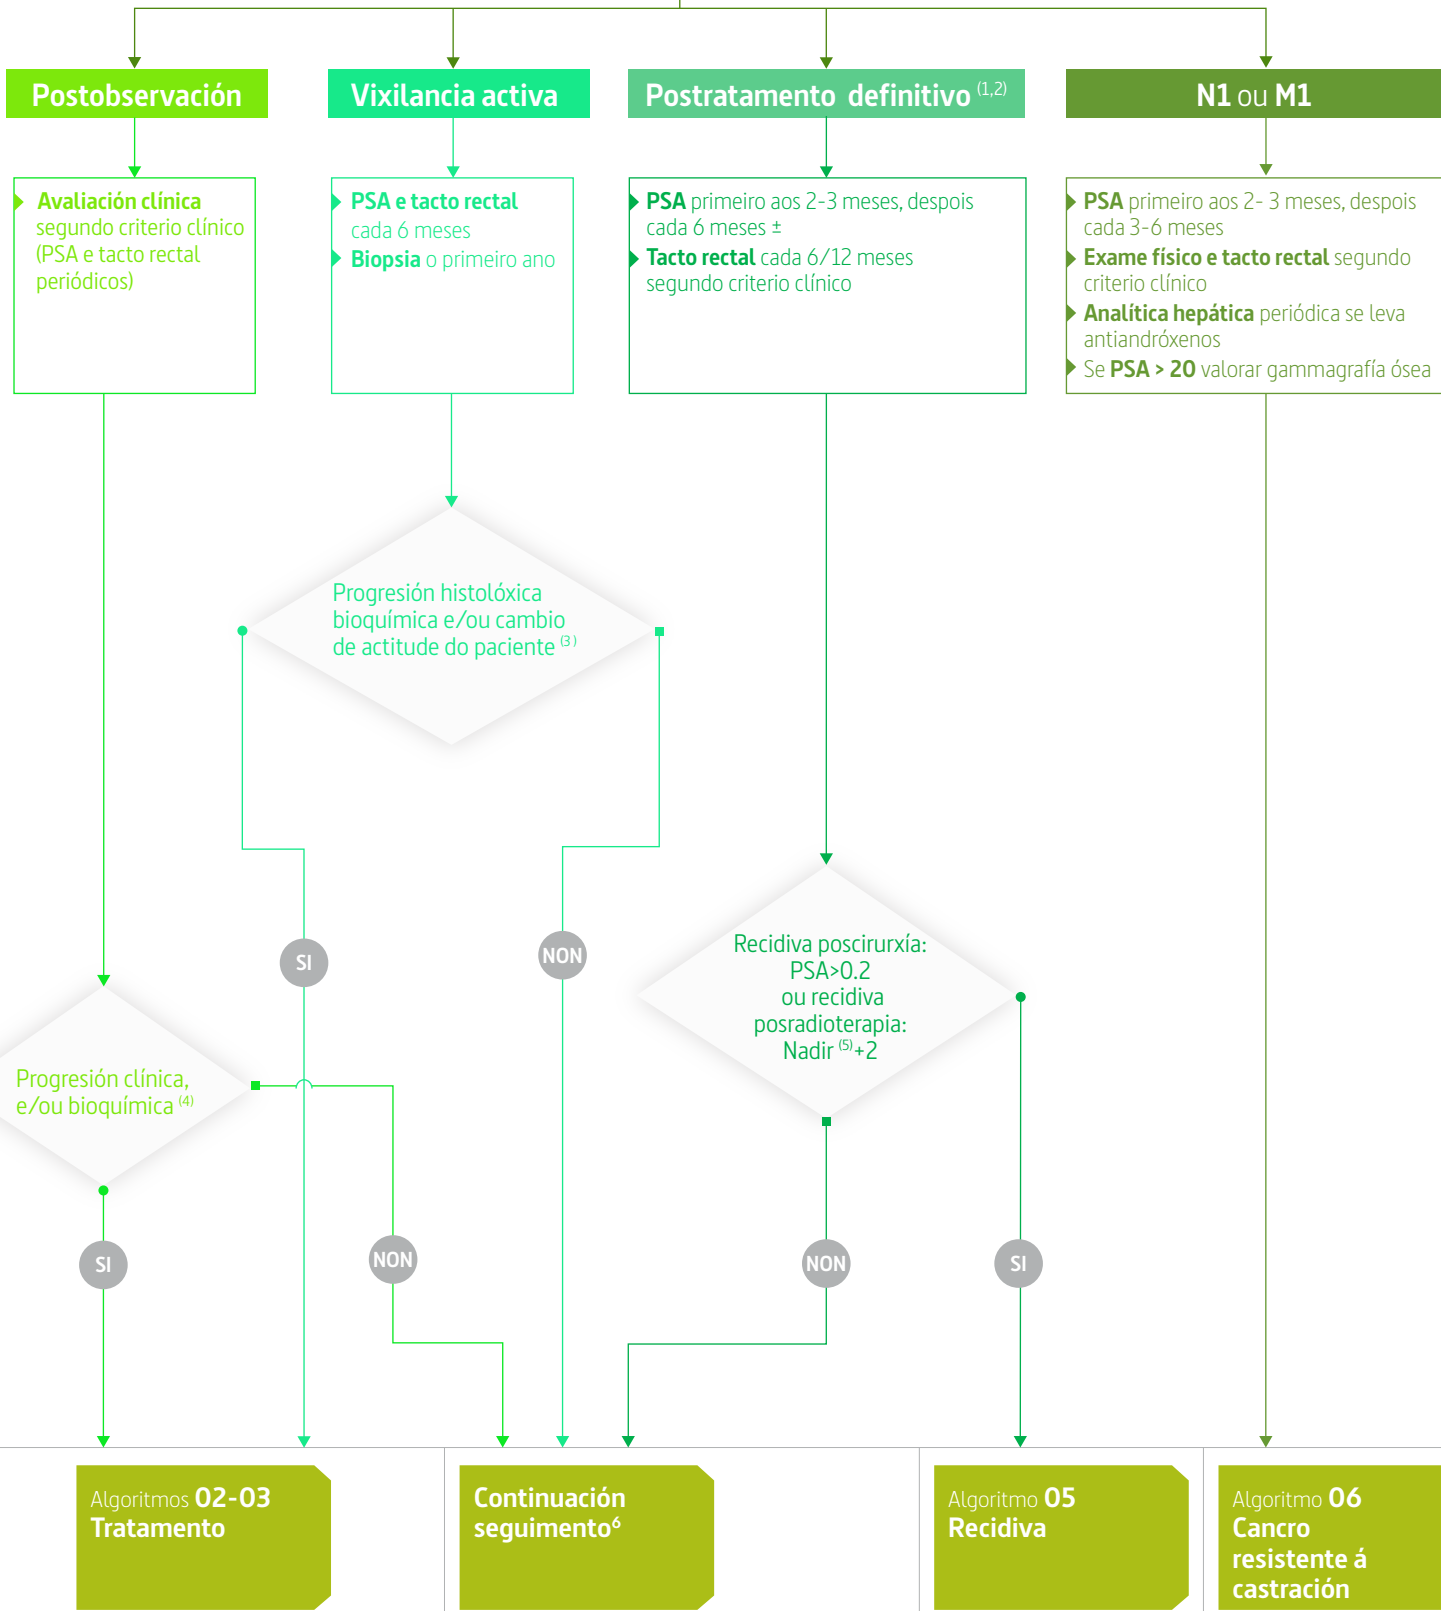 Postobservación
Vixilancia activa
Postratamento definitivo (1,2)
N1 ou M1
Avaliación clínica
segundo criterio clínico
(PSA e tacto rectal
periódicos)
PSA e tacto rectal
cada 6 meses
Biopsia o primeiro ano
PSA primeiro aos 2-3 meses, despois
cada 6 meses ±
Tacto rectal cada 6/12 meses
segundo criterio clínico
PSA primeiro aos 2- 3 meses, despois
cada 3-6 meses
Exame físico e tacto rectal segundo
criterio clínico
Analítica hepática periódica se leva
antiandróxenos
Se PSA > 20 valorar gammagrafía ósea
Progresión histolóxica
bioquímica e/ou cambio
de actitude do paciente (3)
SI
NON
Recidiva poscirurxía:
PSA>0.2
ou recidiva
posradioterapia:
Nadir (5)+2
Progresión clínica,
e/ou bioquímica (4)
SI
NON
NON
SI
Algoritmos 02-03
Tratamento
Continuación
seguimento6
Algoritmo 05
Recidiva
Algoritmo 06
Cancro
resistente á
castración